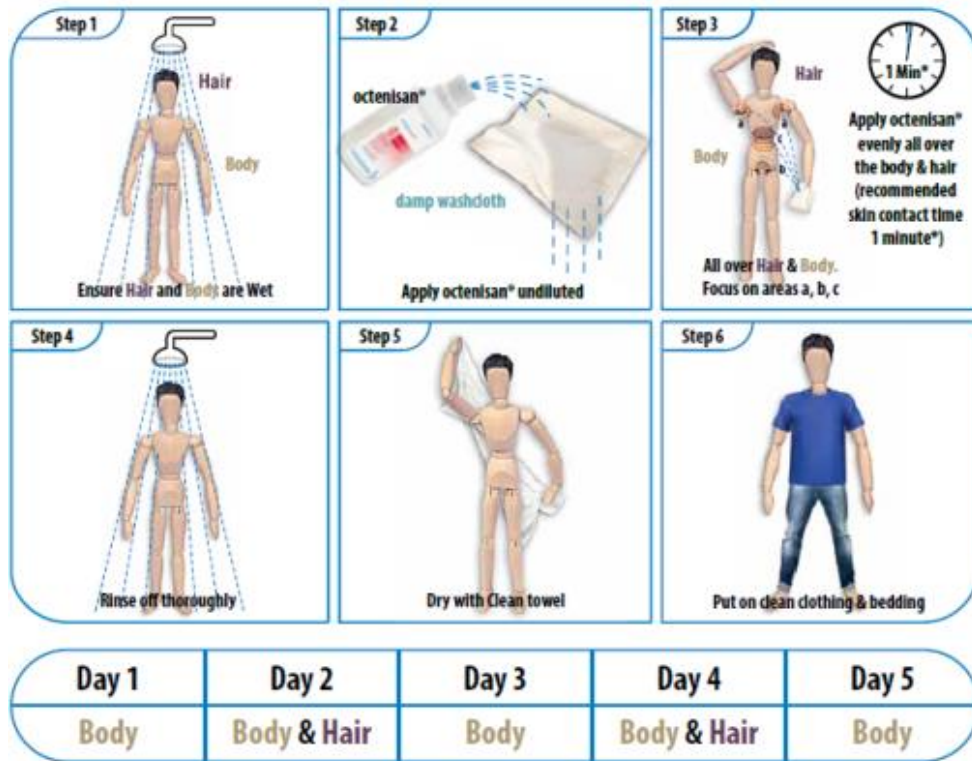 Step 1
Hair
Body
Ensure Hair and Body are Wet
Step 2
octenisan*
damp washcloth
Apply octenisan* undiluted
Step 3
Hair
1 Min*
Body
Apply octenisan*
evenly all over
the body & hair
(recommended
skin contact time
1 minute*)
All over Hair & Body.
Focus on areas a, b, c
Step 4
Rinse off thoroughly
Step 5
Dry with Clean towel
Step 6
Put on clean clothing & bedding
Day 1 Day 2 Day 3 Day 4 Day 5
Body Body & Hair Body Body & Hair Body